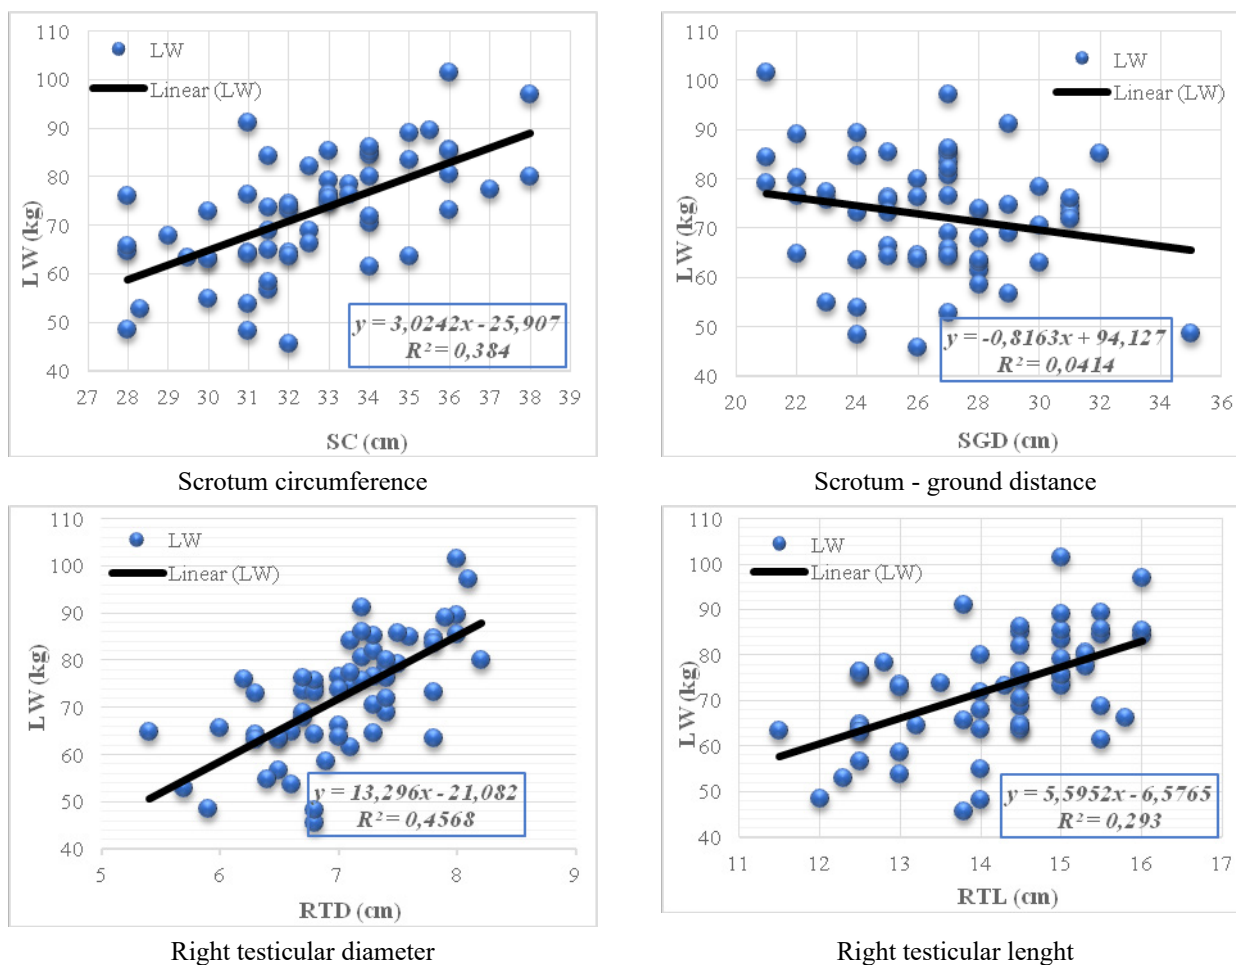 110
100
90
80
70
60
50
40
LW (kg)
LW
Linear (LW)
y = 3,0242x - 25,907
R² = 0,384
27 28 29 30 31 32 33 34 35 36 37 38 39
SC (cm)
Scrotum circumference
110
100
90
80
70
60
50
40
LW (kg)
LW
Linear (LW)
y = -0,8163x + 94,127
R² = 0,0414
20 22 24 26 28 30 32 34 36
SGD (cm)
Scrotum - ground distance
110
100
90
80
70
60
50
40
LW (kg)
LW
Linear (LW)
y = 13,296x - 21,082
R² = 0,4568
5 6 7 8 9
RTD (cm)
Right testicular diameter
110
100
90
80
70
60
50
40
LW (kg)
LW
Linear (LW)
y = 5,5952x - 6,5765
R² = 0,293
11 12 13 14 15 16 17
RTL (cm)
Right testicular lenght